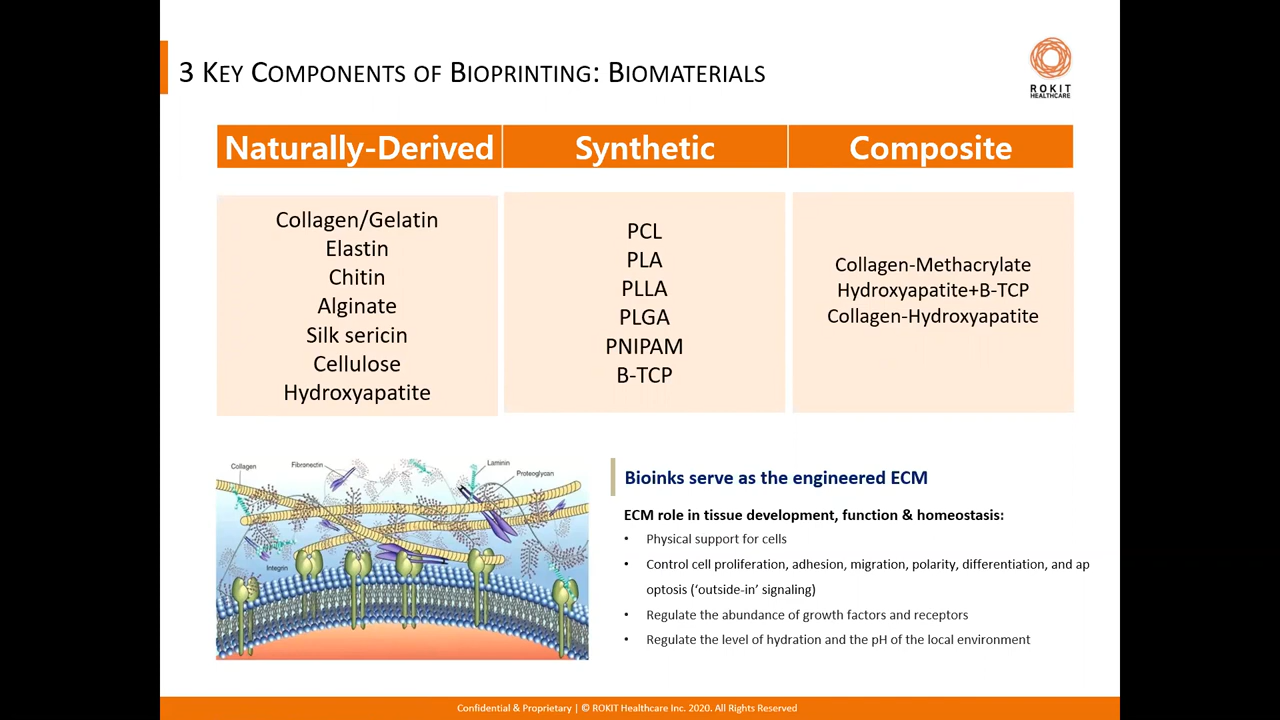 3 KEY COMPONENTS OF BIOPRINTING: BIOMATERIALS
ROKIT
HEALTHCARE
Naturally-Derived
Synthetic
Composite
Collagen/Gelatin
Elastin
Chitin
Alginate
Silk sericin
Cellulose
Hydroxyapatite
PCL
PLA
PLLA
PLGA
PNIPAM
B-TCP
Collagen-Methacrylate
Hydroxyapatite+B-TCP
Collagen-Hydroxyapatite
Collagen
Fibronectin
Laminin
Proteoglycan
Integrin
Bioinks serve as the engineered ECM
ECM role in tissue development, function & homeostasis:
• Physical support for cells
• Control cell proliferation, adhesion, migration, polarity, differentiation, and ap
optosis (‘outside-in’ signaling)
• Regulate the abundance of growth factors and receptors
• Regulate the level of hydration and the pH of the local environment
Confidential & Proprietary | © ROKIT Healthcare Inc. 2020. All Rights Reserved